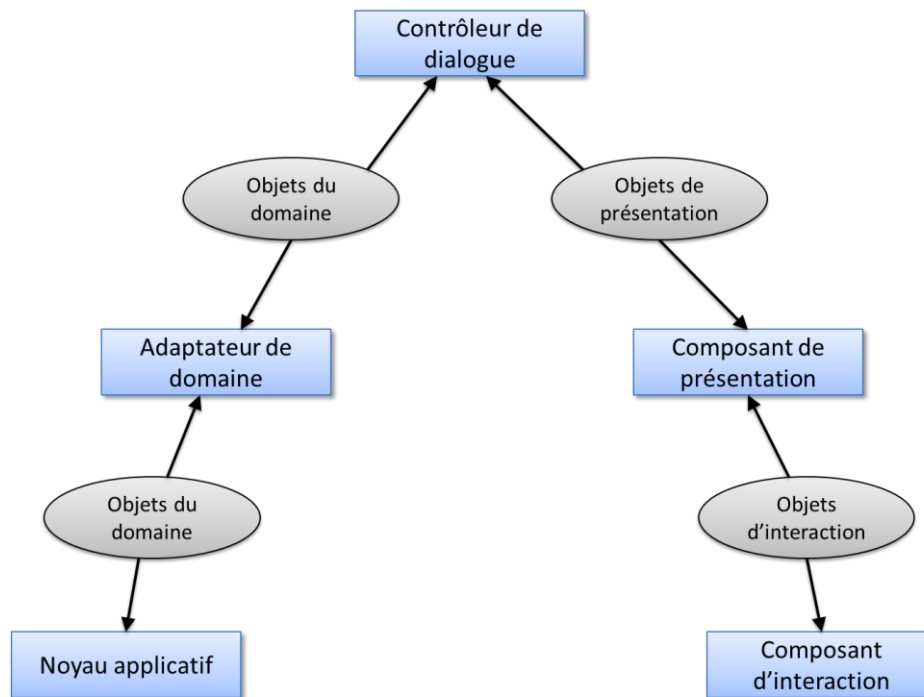 Contrôleur de
dialogue
Objets du
domaine
Objets de
présentation
Adaptateur de
domaine
Composant de
présentation
Objets du
domaine
Objets
d’interaction
Noyau applicatif
Composant
d’interaction